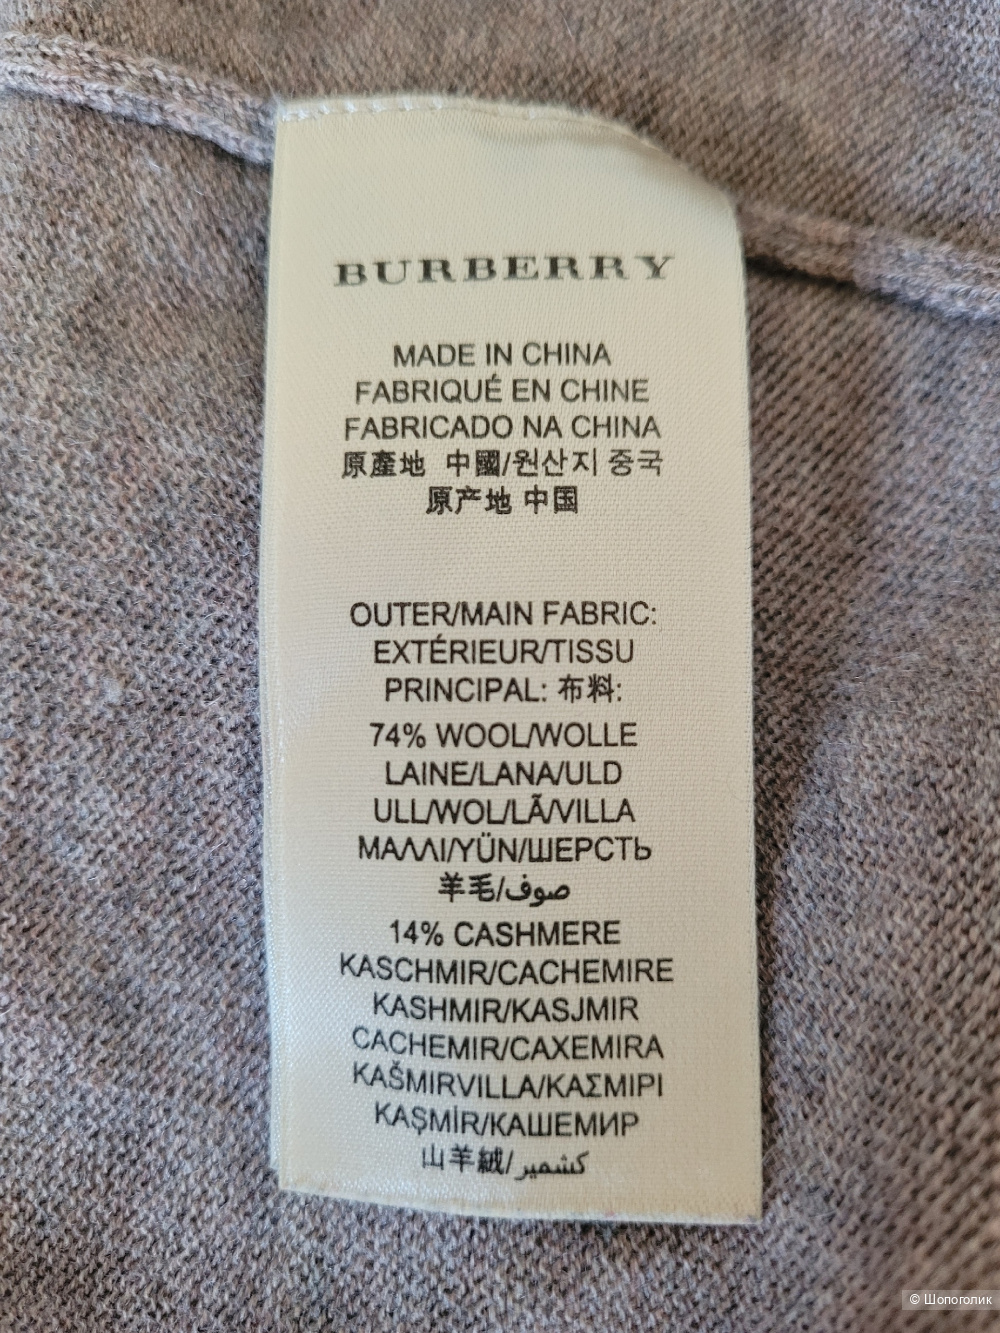 BURBERRY
MADE IN CHINA
FABRIQUÉ EN CHINE
FABRICADO NA CHINA
原產地 中國/원산지 중국
原产地 中国
OUTER/MAIN FABRIC:
EXTÉRIEUR/TISSU
PRINCIPAL: 布料:
74% WOOL/WOLLE
LAINE/LANA/ULD
ULL/WOL/LÃ/VILLA
ΜΑΛΛΙ/YÜN/ШЕРСТЬ
羊毛/صوف
14% CASHMERE
KASCHMIR/CACHEMIRE
KASHMIR/KASJMIR
CACHEMIR/CAXEMIRA
KAŠMIRVILLA/ΚΑΣΜΙΡΙ
KAŞMİR/КАШЕМИР
山羊絨/كشمير
© Шопоголик